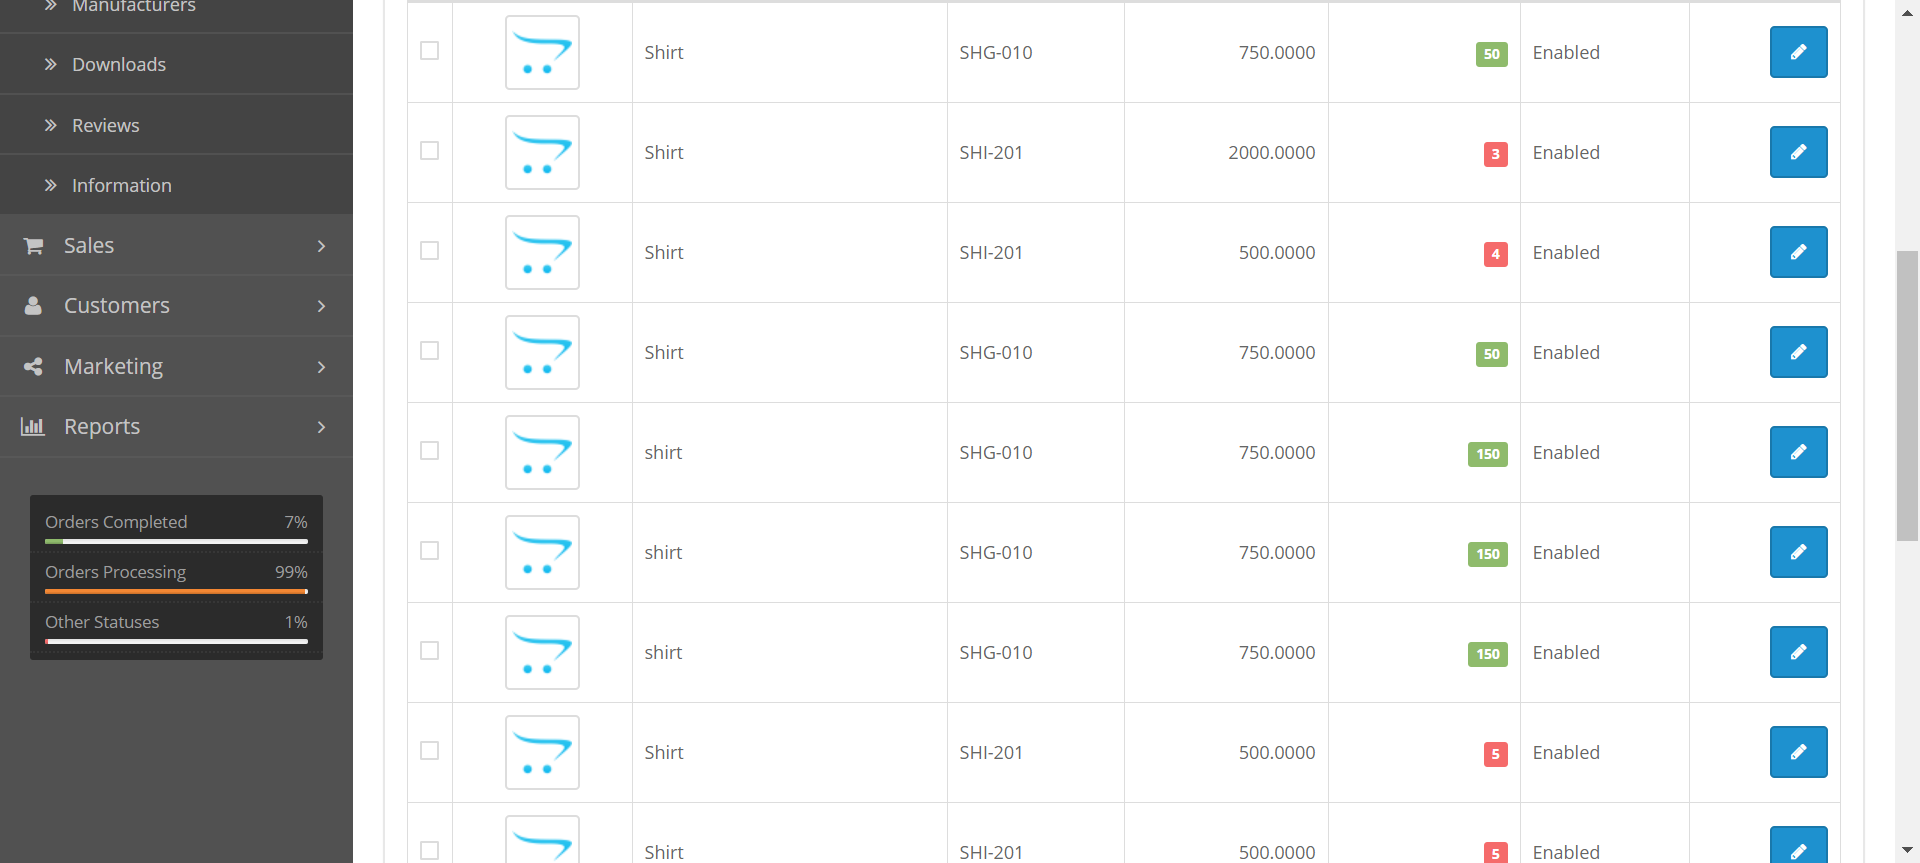 Manufacturers
Downloads
Reviews
Information
Sales
Customers
Marketing
Reports
Orders Completed 7%
Orders Processing 99%
Other Statuses 1%
Shirt SHG-010 750.0000 50 Enabled
Shirt SHI-201 2000.0000 3 Enabled
Shirt SHI-201 500.0000 4 Enabled
Shirt SHG-010 750.0000 50 Enabled
shirt SHG-010 750.0000 150 Enabled
shirt SHG-010 750.0000 150 Enabled
shirt SHG-010 750.0000 150 Enabled
Shirt SHI-201 500.0000 5 Enabled
Shirt SHI-201 500.0000 5 Enabled